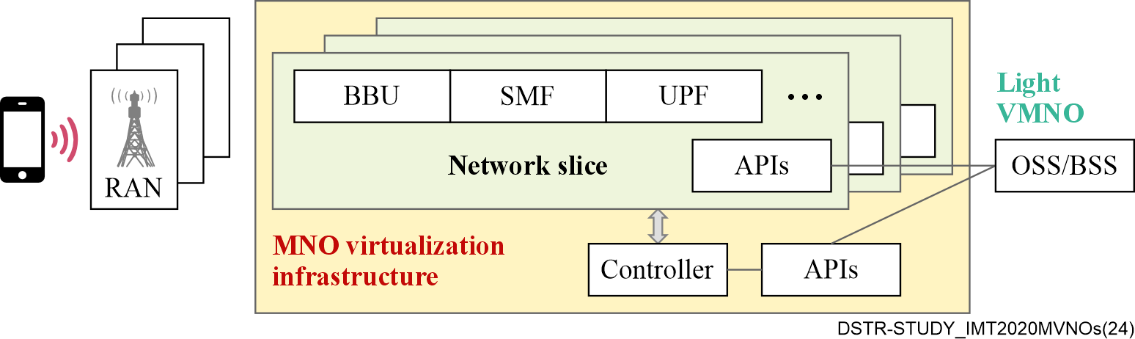 BBU
SMF
UPF
...
Light
VMNO
RAN
Network slice
APIs
OSS/BSS
MNO virtualization
infrastructure
Controller
APIs
DSTR-STUDY_IMT2020MVNOs(24)